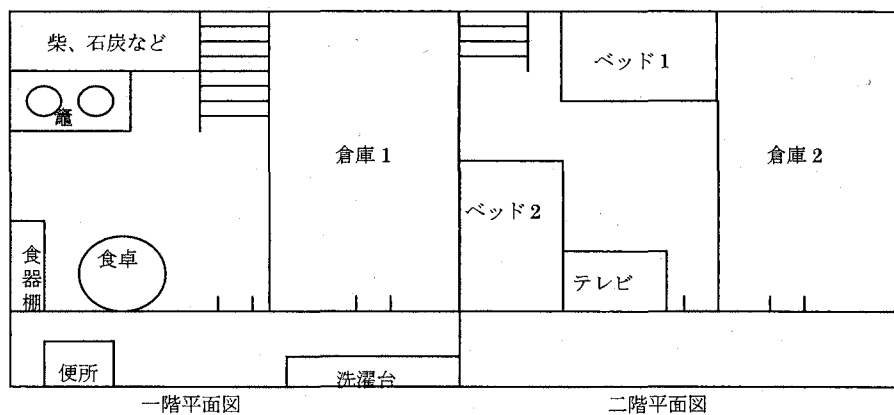 柴、石炭など
竈
倉庫1
食器棚
食卓
便所
洗濯台
一階平面図
ベッド1
倉庫2
ベッド2
テレビ
二階平面図